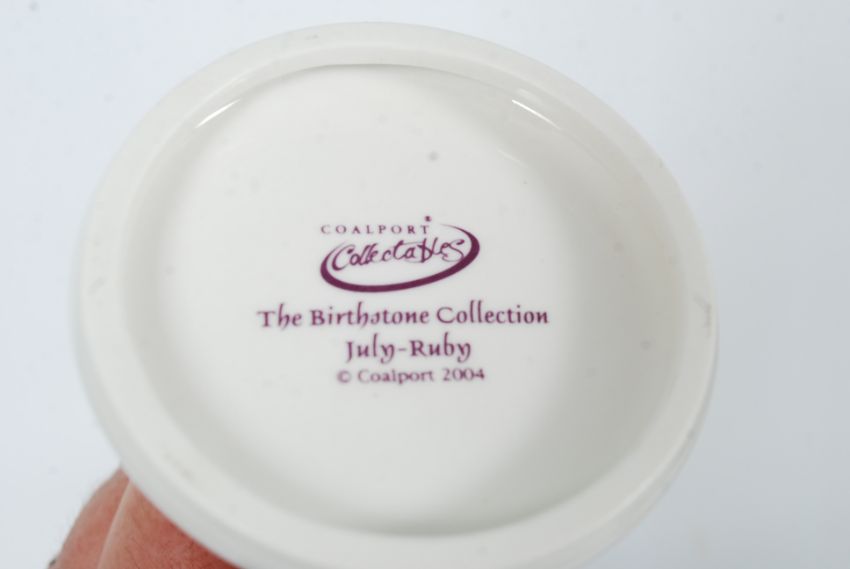 COALPORT®
Collectables
The Birthstone Collection
July-Ruby
© Coalport 2004